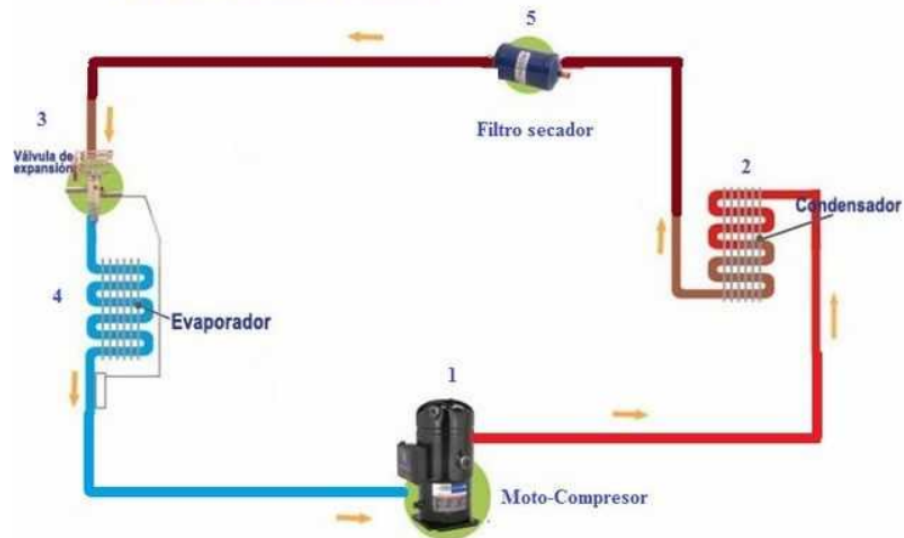 5
Filtro secador
3
Válvula de
expansión
2
Condensador
4
Evaporador
1
Moto-Compresor